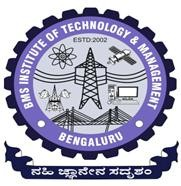 BMS INSTITUTE OF TECHNOLOGY & MANAGEMENT
ESTD:2002
BENGALURU
ನಹಿ ಜ್ಞಾನೇನ ಸದೃಶಂ